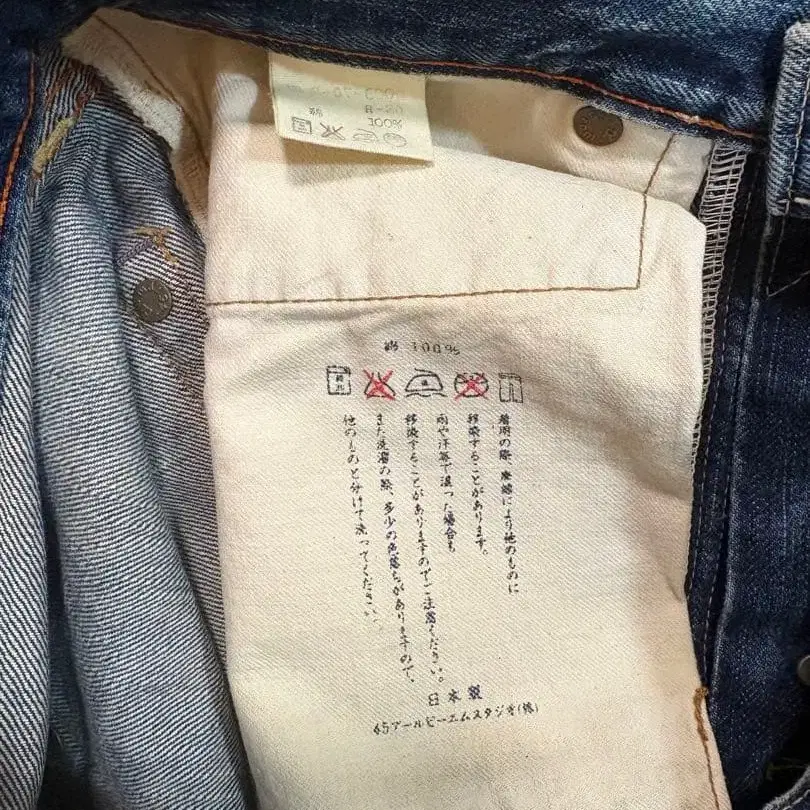 綿 100%
100%
着用の際、摩擦により他のものに
移染することがあります。
雨や汗等で湿った場合も
移染することがありますのでご注意ください。
また洗濯の際、多少の色落ちがありますので、
他のものと分けて洗ってください。
日本製
45アールピーエムスタジオ(株)